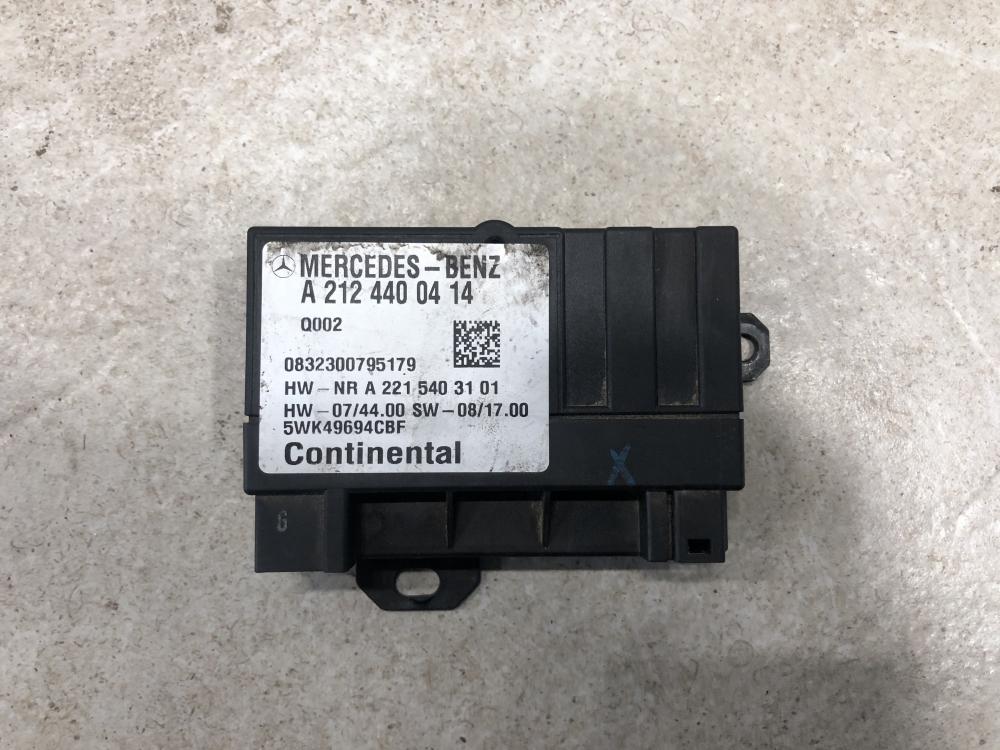 MERCEDES-BENZ
A 212 440 04 14
Q002
0832300795179
HW-NR A 221 540 31 01
HW-07/44.00 SW-08/17.00
5WK49694CBF
Continental
X
6